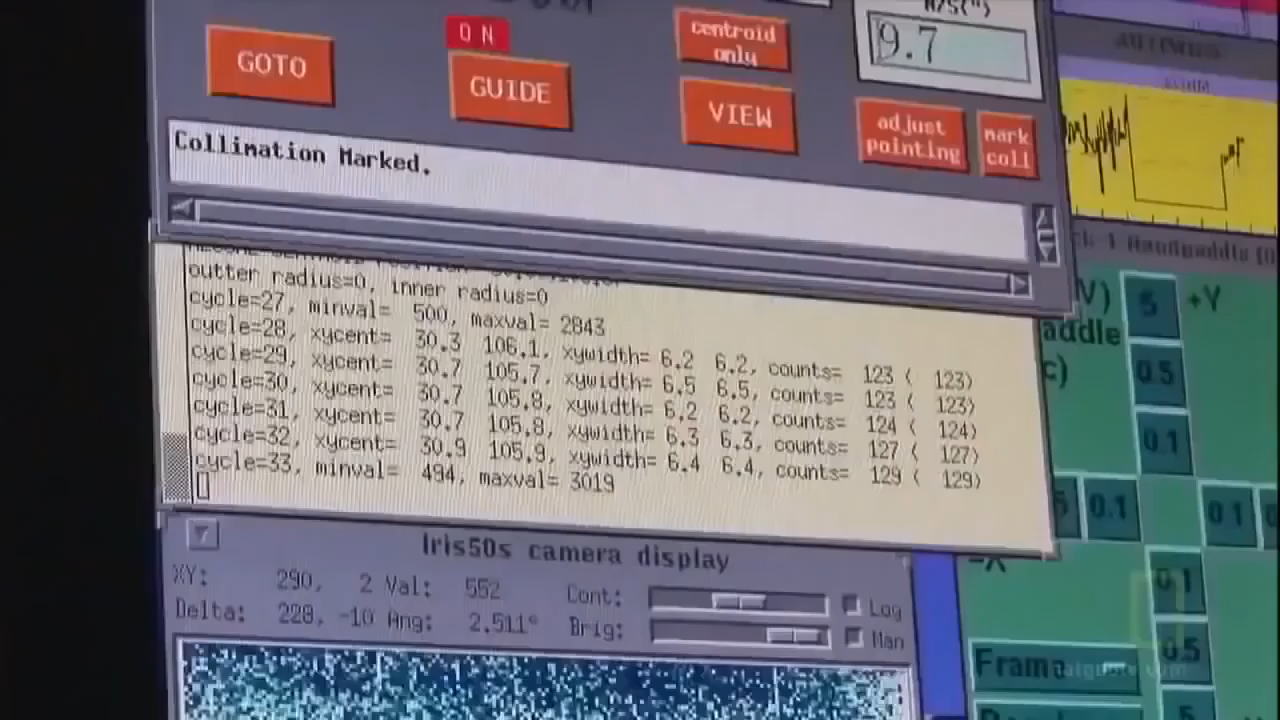 ON
centroid
only
9.7
GOTO
GUIDE
VIEW
adjust
pointing
mark
coll
Collimation Marked.
outter radius=0, inner radius=0
cycle=27, minval= 500, maxval= 2843
cycle=28, xycent= 30.3 106.1, xywidth= 6.2 6.2, counts= 123 ( 123)
cycle=29, xycent= 30.7 105.7, xywidth= 6.5 6.5, counts= 123 ( 123)
cycle=30, xycent= 30.7 105.8, xywidth= 6.2 6.2, counts= 124 ( 124)
cycle=31, xycent= 30.7 105.8, xywidth= 6.3 6.3, counts= 127 ( 127)
cycle=32, xycent= 30.9 105.9, xywidth= 6.4 6.4, counts= 129 ( 129)
cycle=33, minval= 494, maxval= 3019
Iris50s camera display
XY: 290, 2 Val: 552 Cont: Log
Delta: 228, -10 Ang: 2.511° Brig: Man
Handpaddle
5 +Y
addle
0.5
0.1
0.1 0.1
0.1
0.5
Frame
5